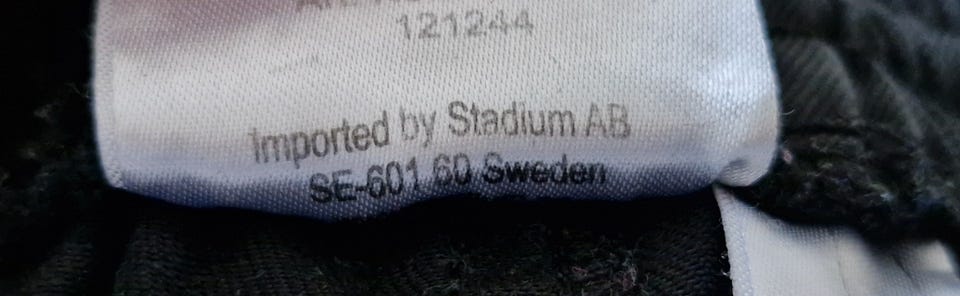 121244
Imported by Stadium AB
SE-601 60 Sweden